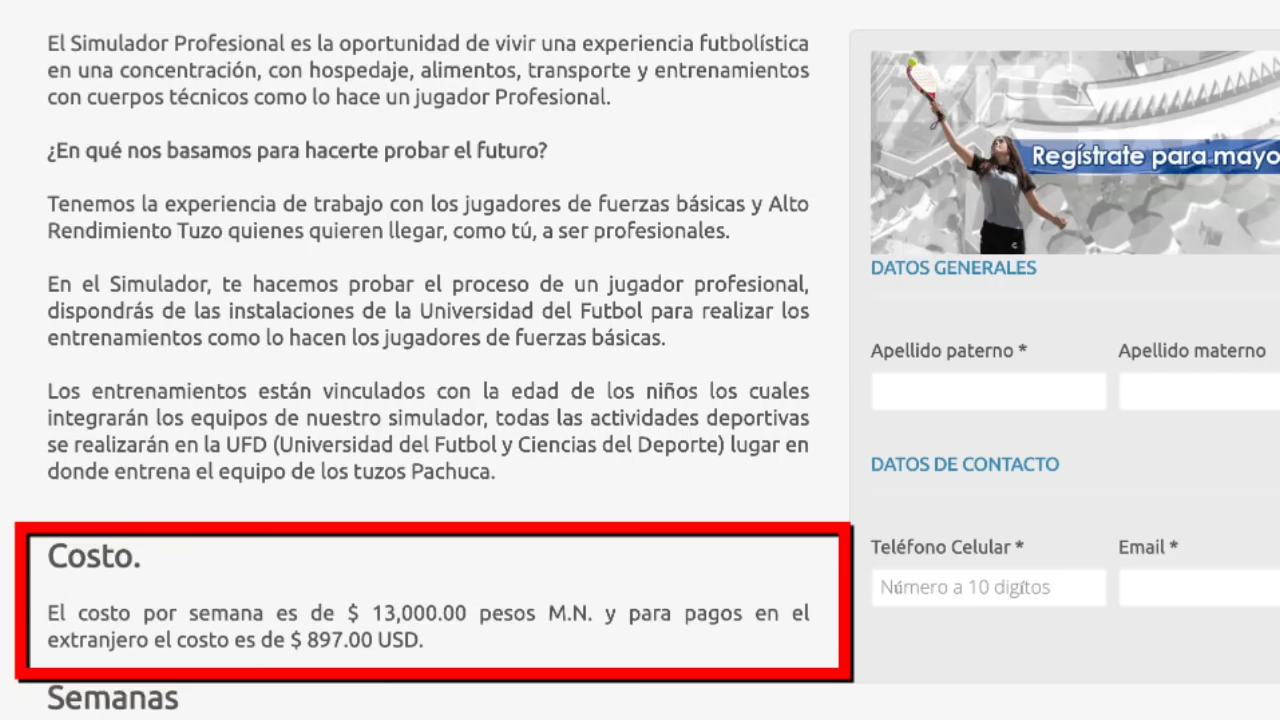 El Simulador Profesional es la oportunidad de vivir una experiencia futbolística
en una concentración, con hospedaje, alimentos, transporte y entrenamientos
con cuerpos técnicos como lo hace un jugador Profesional.
¿En qué nos basamos para hacerte probar el futuro?
Tenemos la experiencia de trabajo con los jugadores de fuerzas básicas y Alto
Rendimiento Tuzo quienes quieren llegar, como tú, a ser profesionales.
En el Simulador, te hacemos probar el proceso de un jugador profesional,
dispondrás de las instalaciones de la Universidad del Futbol para realizar los
entrenamientos como lo hacen los jugadores de fuerzas básicas.
Los entrenamientos están vinculados con la edad de los niños los cuales
integrarán los equipos de nuestro simulador, todas las actividades deportivas
se realizarán en la UFD (Universidad del Futbol y Ciencias del Deporte) lugar en
donde entrena el equipo de los tuzos Pachuca.
Costo.
El costo por semana es de $ 13,000.00 pesos M.N. y para pagos en el
extranjero el costo es de $ 897.00 USD.
Semanas
Regístrate para mayo
DATOS GENERALES
Apellido paterno *
Apellido materno
DATOS DE CONTACTO
Teléfono Celular *
Email *
Número a 10 digítos